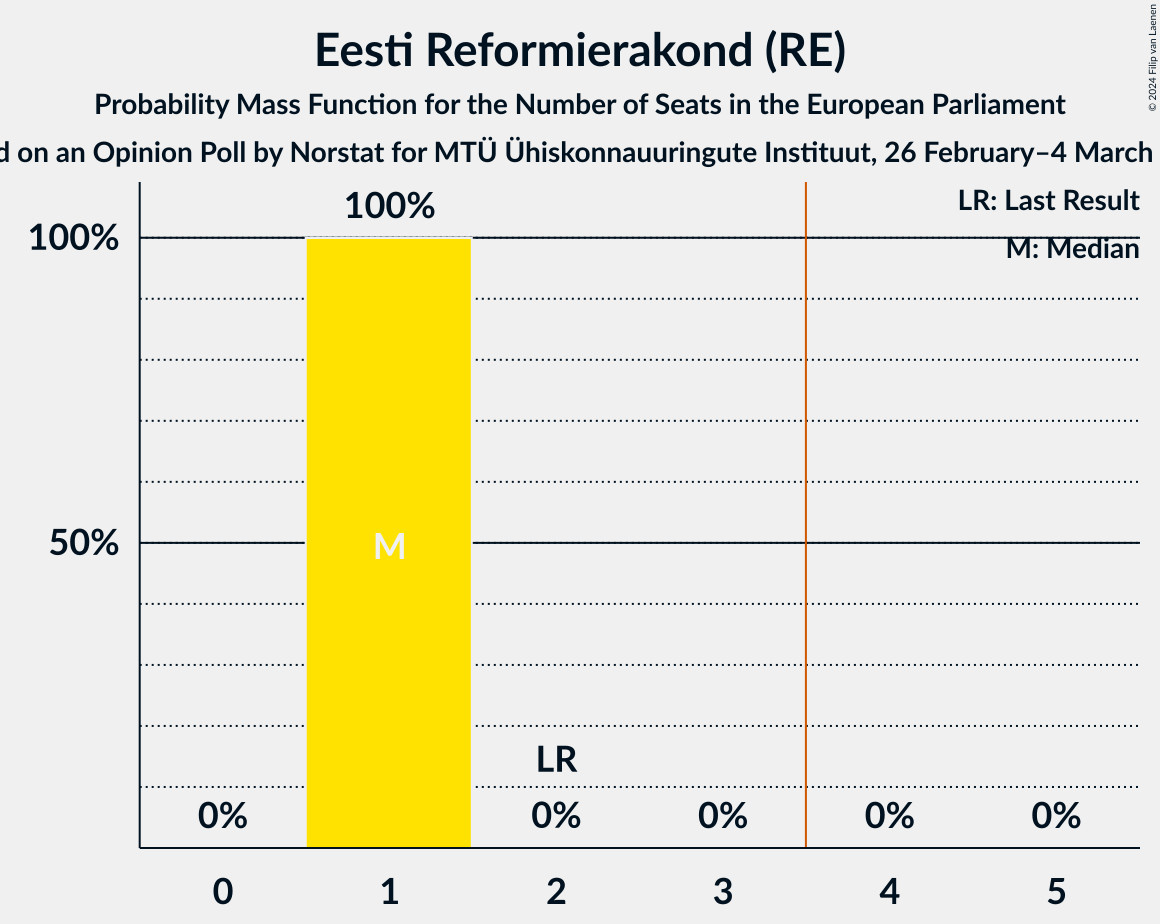 Eesti Reformierakond (RE)
Probability Mass Function for the Number of Seats in the European Parliament
on an Opinion Poll by Norstat for MTÜ Ühiskonnauuringute Instituut, 26 February–4 March
© 2024 Filip van Laenen
LR: Last Result
M: Median
100%
100%
50%
M
LR
0%
0%
0%
0%
0%
0 1 2 3 4 5